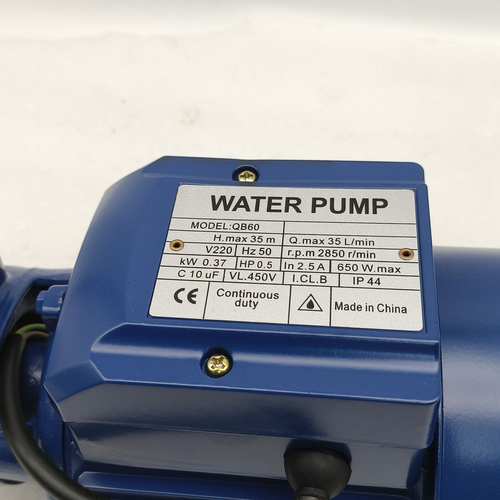 WATER PUMP
MODEL:QB60
H.max 35 m Q.max 35 L/min
V220 Hz 50 r.p.m 2850 r/min
kW 0.37 HP 0.5 In 2.5 A 650 W.max
C 10 uF VL.450V I.CL.B IP 44
CE Continuous duty Made in China